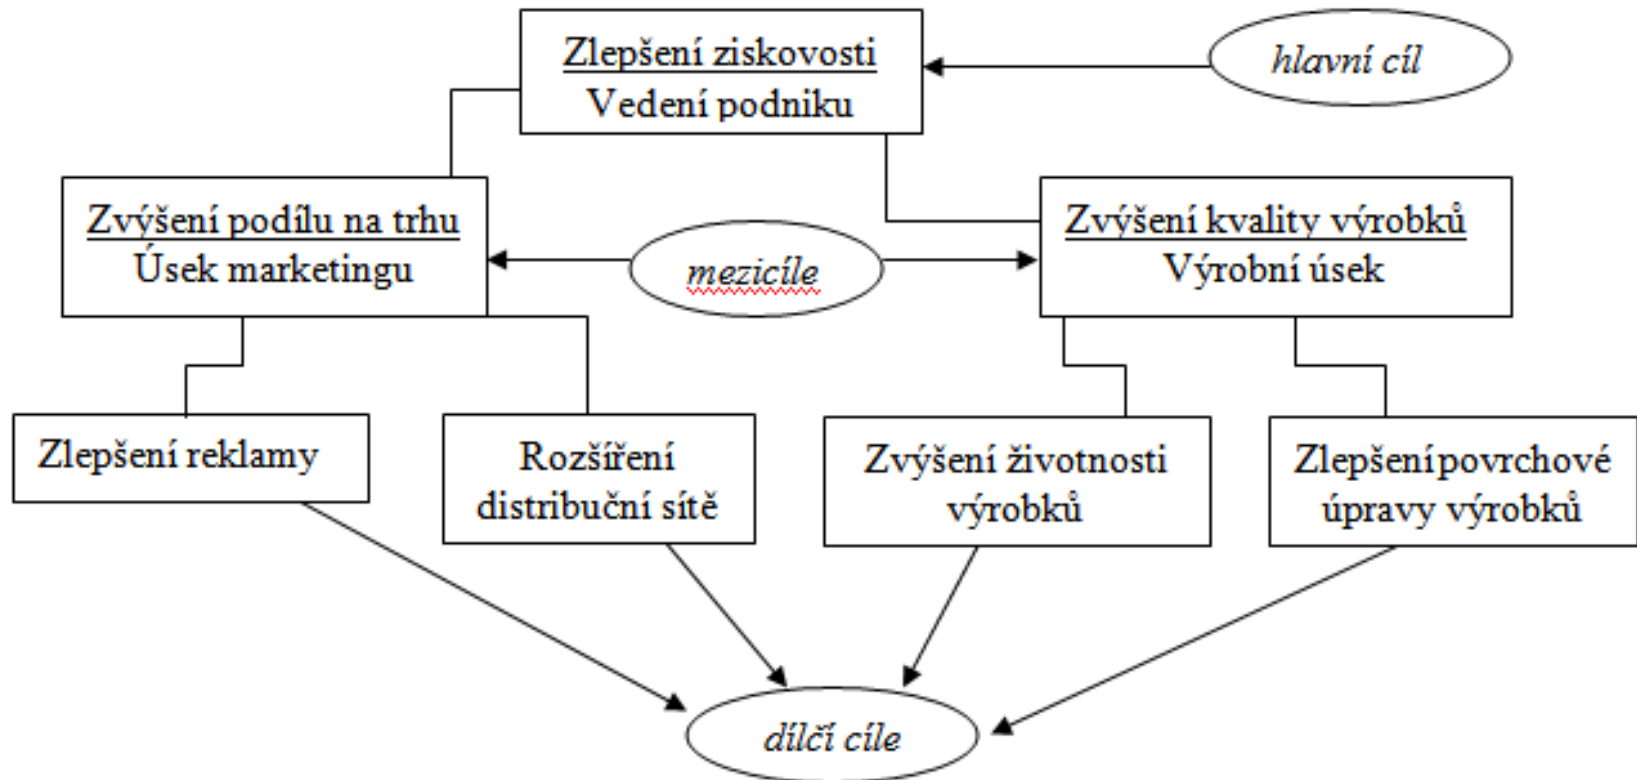 Zlepšení ziskovosti
Vedení podniku
hlavní cíl
Zvýšení podílu na trhu
Úsek marketingu
mezicíle
Zvýšení kvality výrobků
Výrobní úsek
Zlepšení reklamy
Rozšíření
distribuční sítě
Zvýšení životnosti
výrobků
Zlepšení povrchové
úpravy výrobků
dílčí cíle